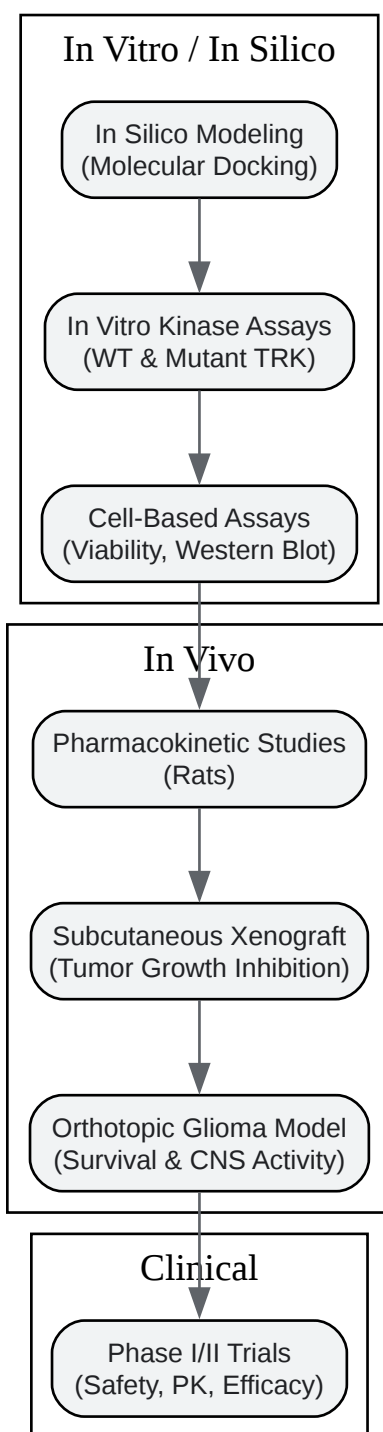 In Vitro / In Silico
In Silico Modeling
(Molecular Docking)
In Vitro Kinase Assays
(WT & Mutant TRK)
Cell-Based Assays
(Viability, Western Blot)
In Vivo
Pharmacokinetic Studies
(Rats)
Subcutaneous Xenograft
(Tumor Growth Inhibition)
Orthotopic Glioma Model
(Survival & CNS Activity)
Clinical
Phase I/II Trials
(Safety, PK, Efficacy)